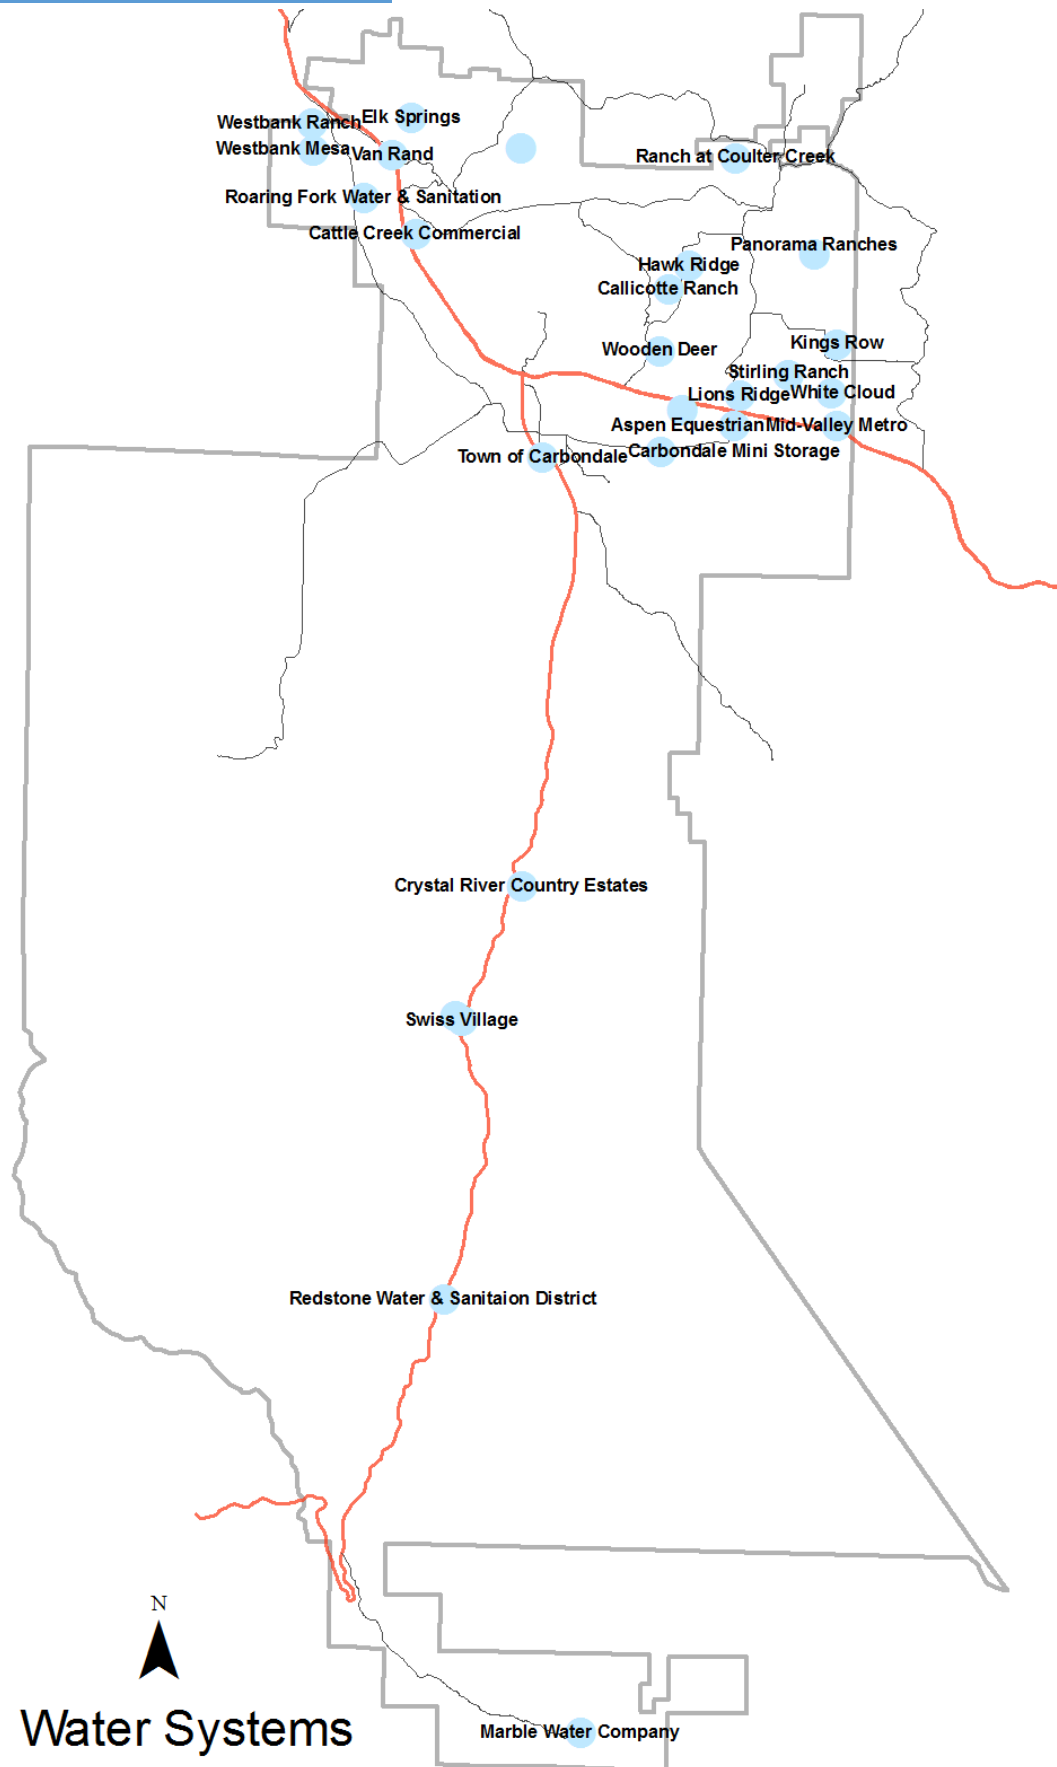 Elk Springs
Westbank Ranch
Westbank Mesa
Van Rand
Ranch at Coulter Creek
Roaring Fork Water & Sanitation
Cattle Creek Commercial
Panorama Ranches
Hawk Ridge
Callicotte Ranch
Kings Row
Wooden Deer
Stirling Ranch
Lions Ridge
White Cloud
Aspen Equestrian
Mid-Valley Metro
Carbondale Mini Storage
Town of Carbondale
Crystal River Country Estates
Swiss Village
Redstone Water & Sanitaion District
N
Water Systems
Marble Water Company